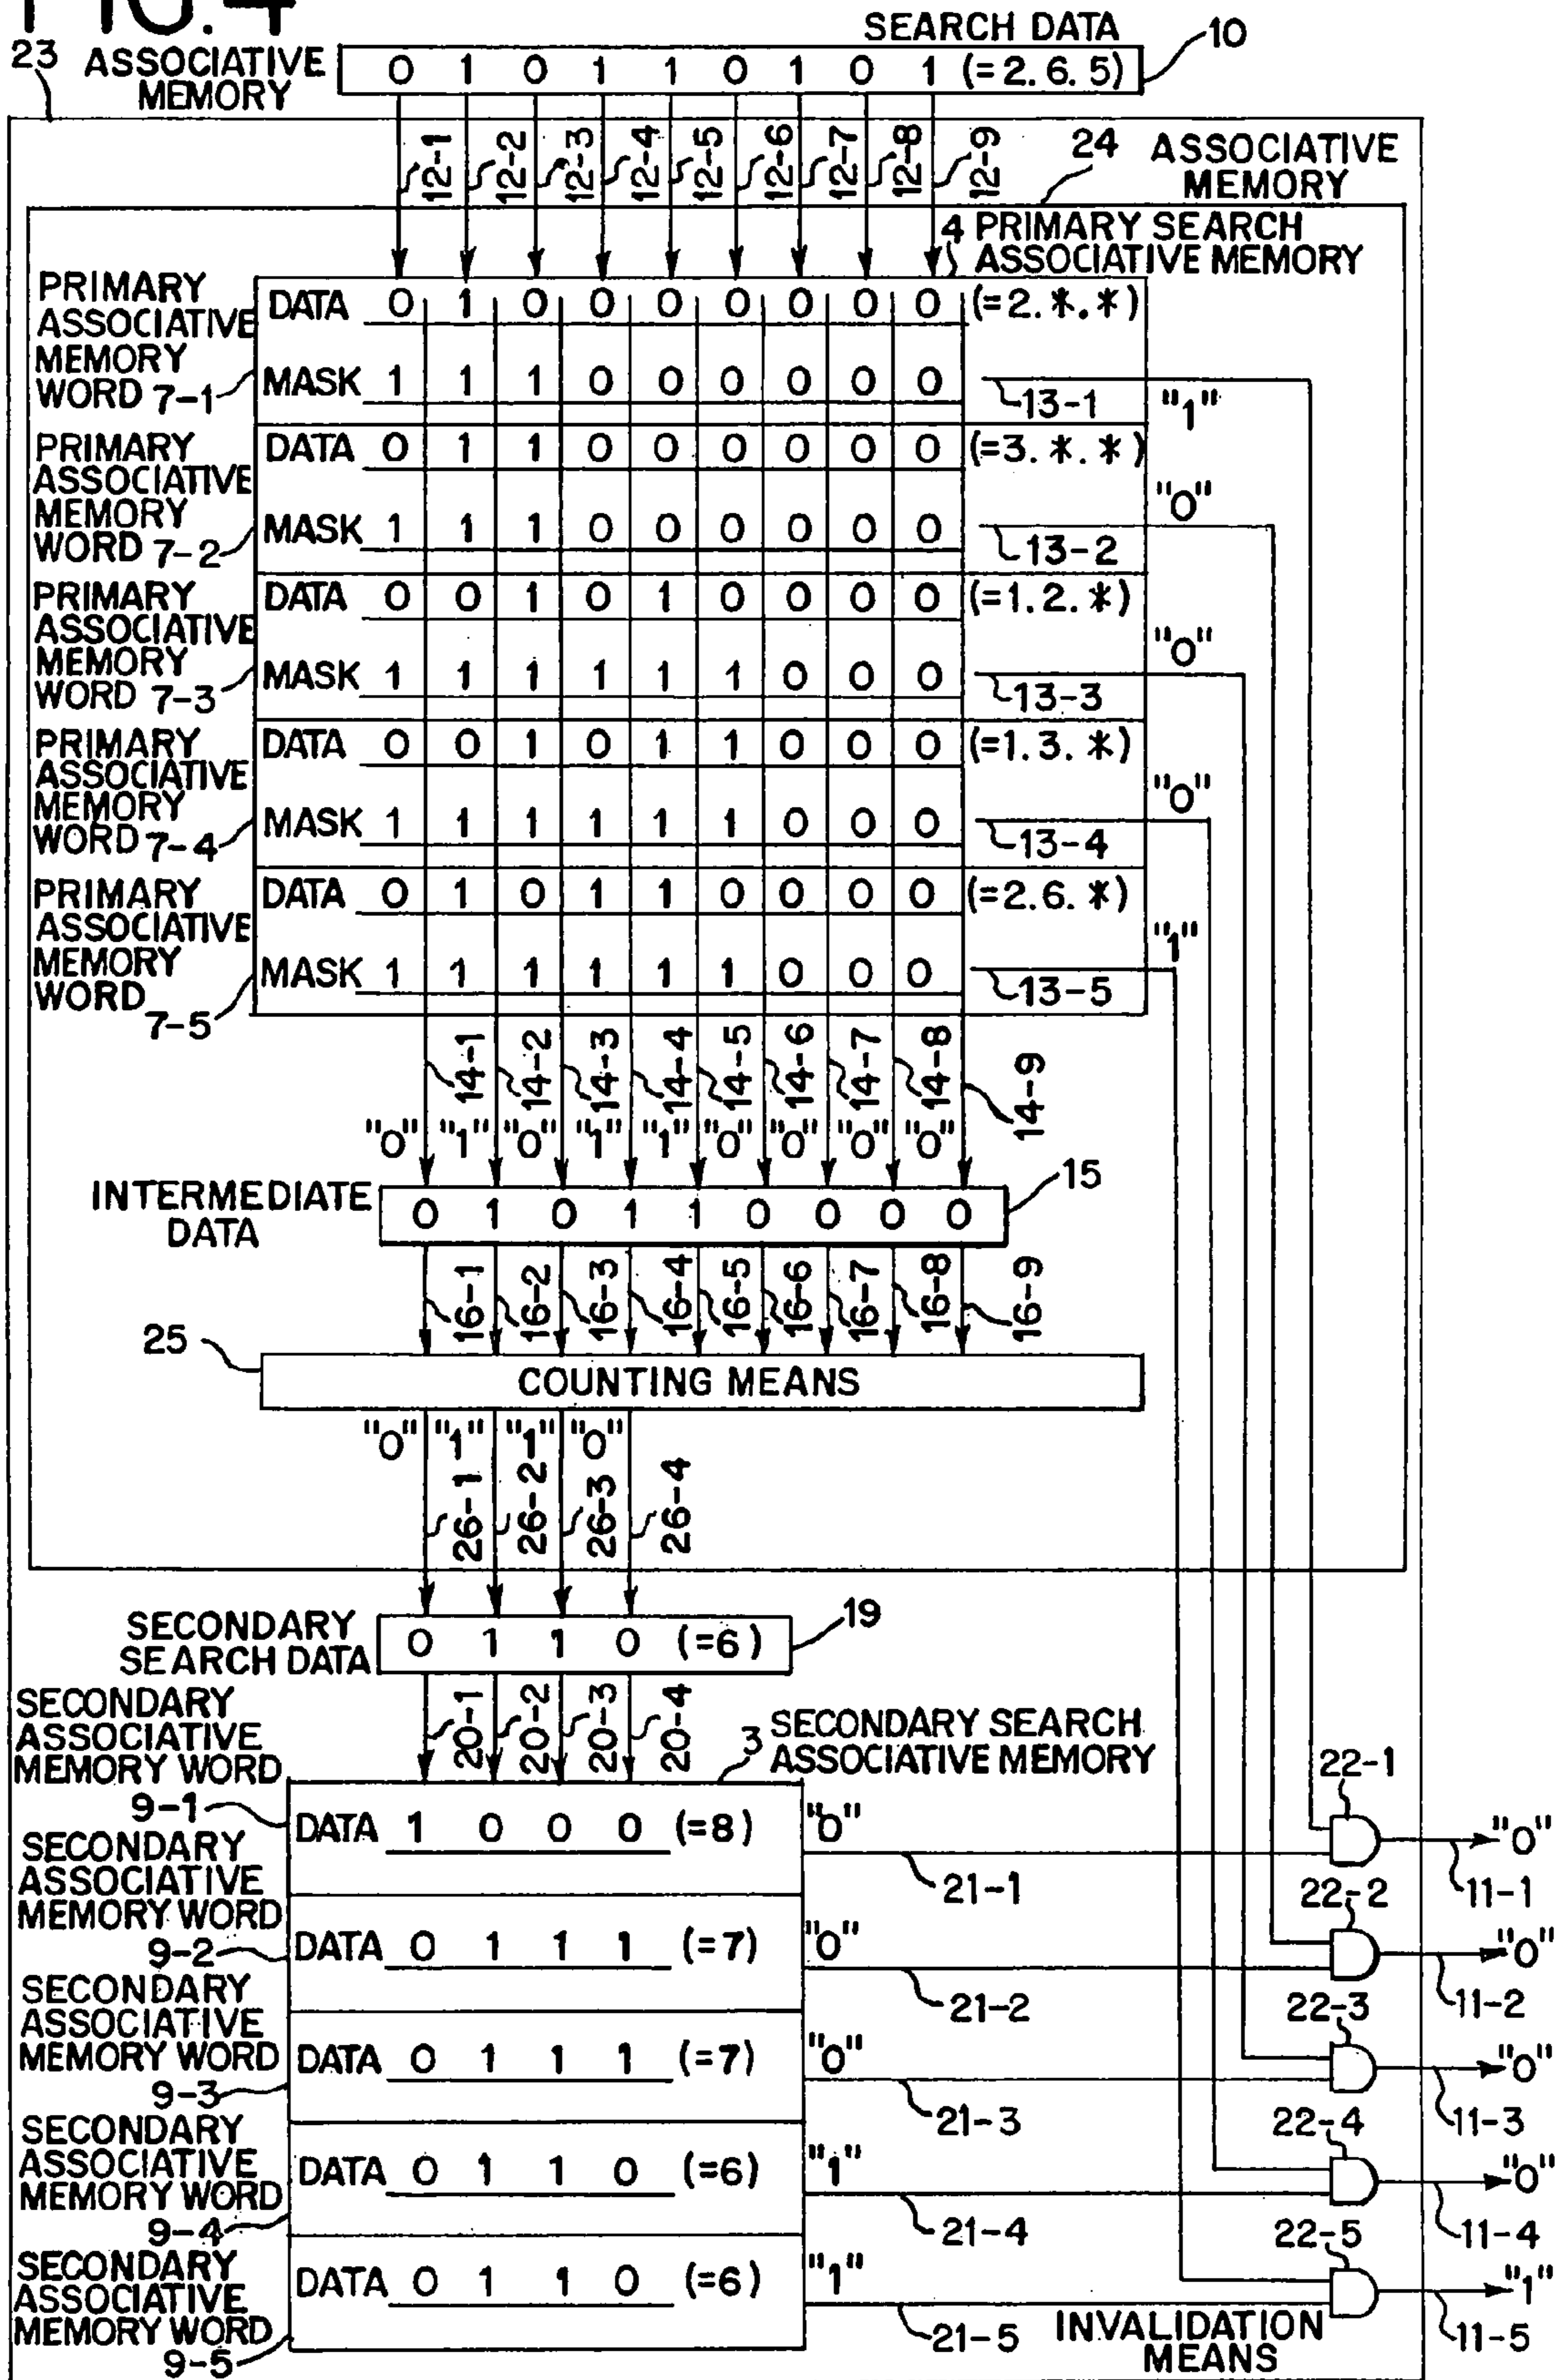 FIG. 4
23 ASSOCIATIVE MEMORY
SEARCH DATA
0 1 0 1 1 0 1 0 1 (=2.6.5)
10
12-1 12-2 12-3 12-4 12-5 12-6 12-7 12-8 12-9
24 ASSOCIATIVE MEMORY
4 PRIMARY SEARCH ASSOCIATIVE MEMORY
PRIMARY ASSOCIATIVE MEMORY WORD 7-1
DATA 0 1 0 0 0 0 0 0 0 (=2.*.*)
MASK 1 1 1 0 0 0 0 0 0
13-1 "1"
PRIMARY ASSOCIATIVE MEMORY WORD 7-2
DATA 0 1 1 0 0 0 0 0 0 (=3.*.*)
MASK 1 1 1 0 0 0 0 0 0
13-2 "0"
PRIMARY ASSOCIATIVE MEMORY WORD 7-3
DATA 0 0 1 0 1 0 0 0 0 (=1.2.*)
MASK 1 1 1 1 1 1 0 0 0
13-3 "0"
PRIMARY ASSOCIATIVE MEMORY WORD 7-4
DATA 0 0 1 0 1 1 0 0 0 (=1.3.*)
MASK 1 1 1 1 1 1 0 0 0
13-4 "0"
PRIMARY ASSOCIATIVE MEMORY WORD 7-5
DATA 0 1 0 1 1 0 0 0 0 (=2.6.*)
MASK 1 1 1 1 1 1 0 0 0
13-5 "1"
14-1 14-2 14-3 14-4 14-5 14-6 14-7 14-8 14-9
"0" "1" "0" "1" "1" "0" "0" "0" "0"
INTERMEDIATE DATA
0 1 0 1 1 0 0 0 0
15
16-1 16-2 16-3 16-4 16-5 16-6 16-7 16-8 16-9
25
COUNTING MEANS
"0" "1" "1" "0"
26-1 26-2 26-3 26-4
SECONDARY SEARCH DATA
0 1 1 0 (=6)
19
20-1 20-2 20-3 20-4
3 SECONDARY SEARCH ASSOCIATIVE MEMORY
SECONDARY ASSOCIATIVE MEMORY WORD 9-1
DATA 1 0 0 0 (=8) "0"
21-1
22-1
"0"
11-1
SECONDARY ASSOCIATIVE MEMORY WORD 9-2
DATA 0 1 1 1 (=7) "0"
21-2
22-2
"0"
11-2
SECONDARY ASSOCIATIVE MEMORY WORD 9-3
DATA 0 1 1 1 (=7) "0"
21-3
22-3
"0"
11-3
SECONDARY ASSOCIATIVE MEMORY WORD 9-4
DATA 0 1 1 0 (=6) "1"
21-4
22-4
"0"
11-4
SECONDARY ASSOCIATIVE MEMORY WORD 9-5
DATA 0 1 1 0 (=6) "1"
21-5
22-5
"1"
11-5
INVALIDATION MEANS